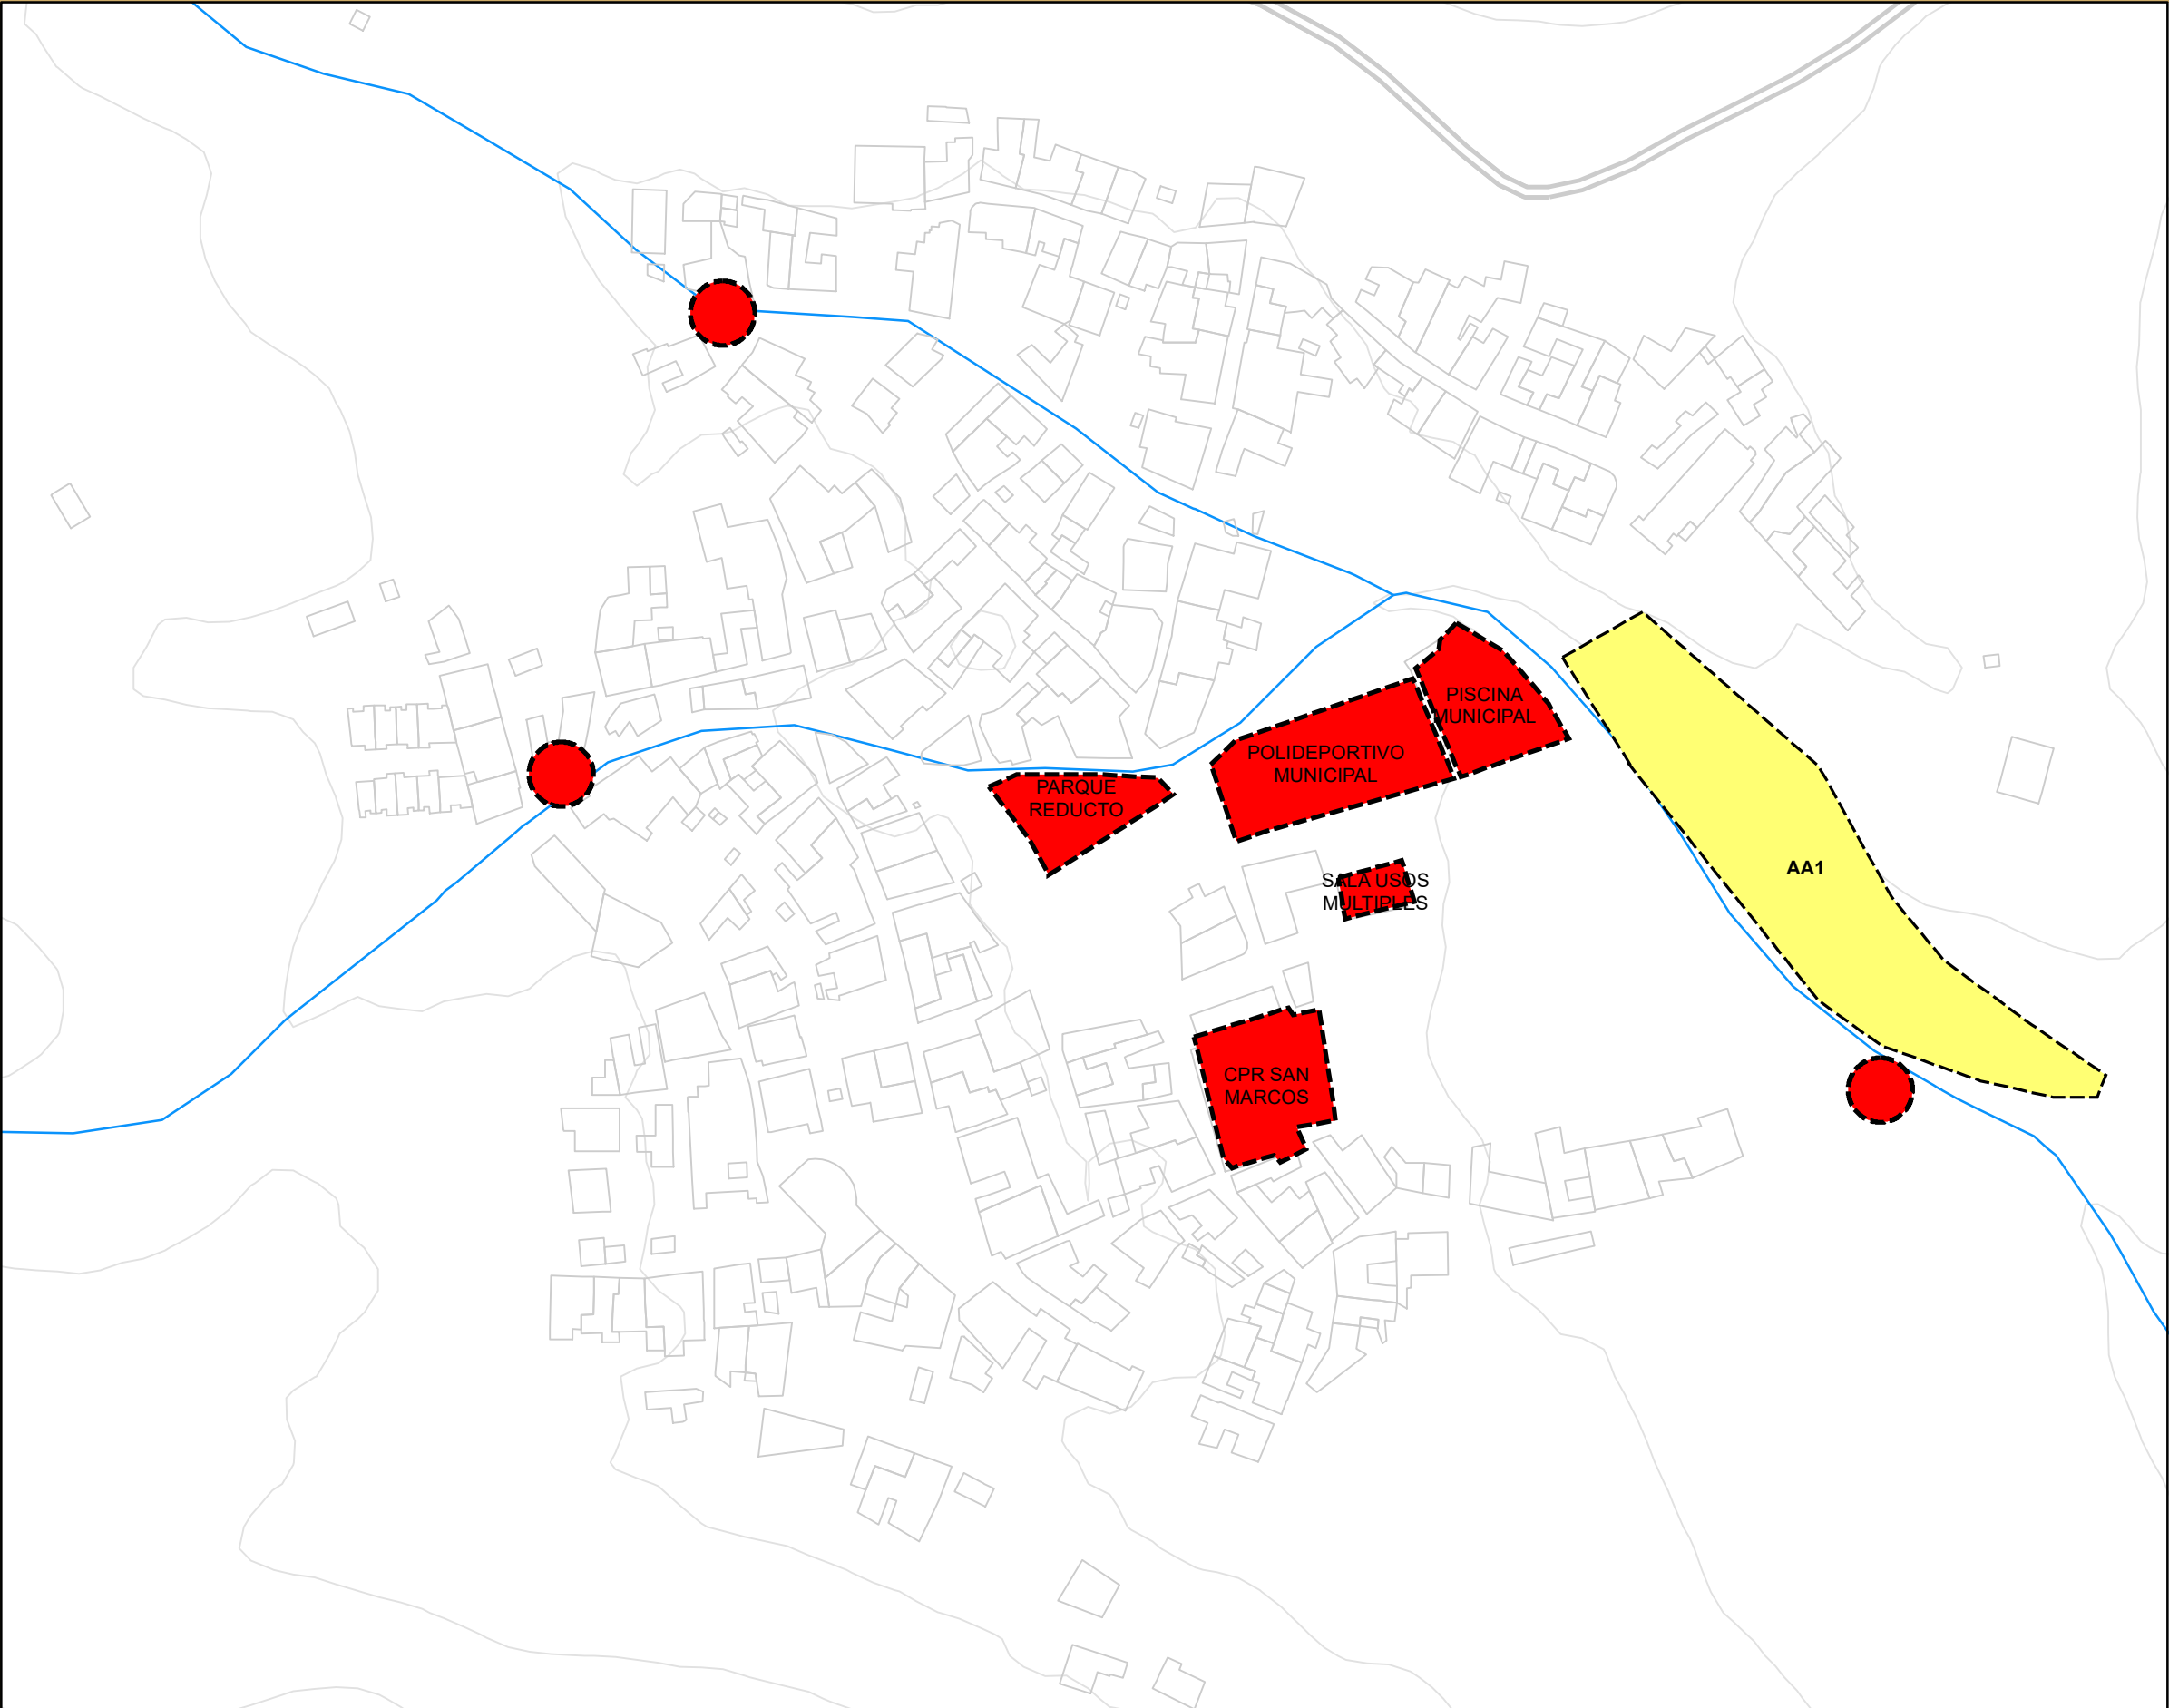 PISCINA
MUNICIPAL
POLIDEPORTIVO
MUNICIPAL
PARQUE
REDUCTO
AA1
SALA USOS
MULTIPLES
CPR SAN
MARCOS